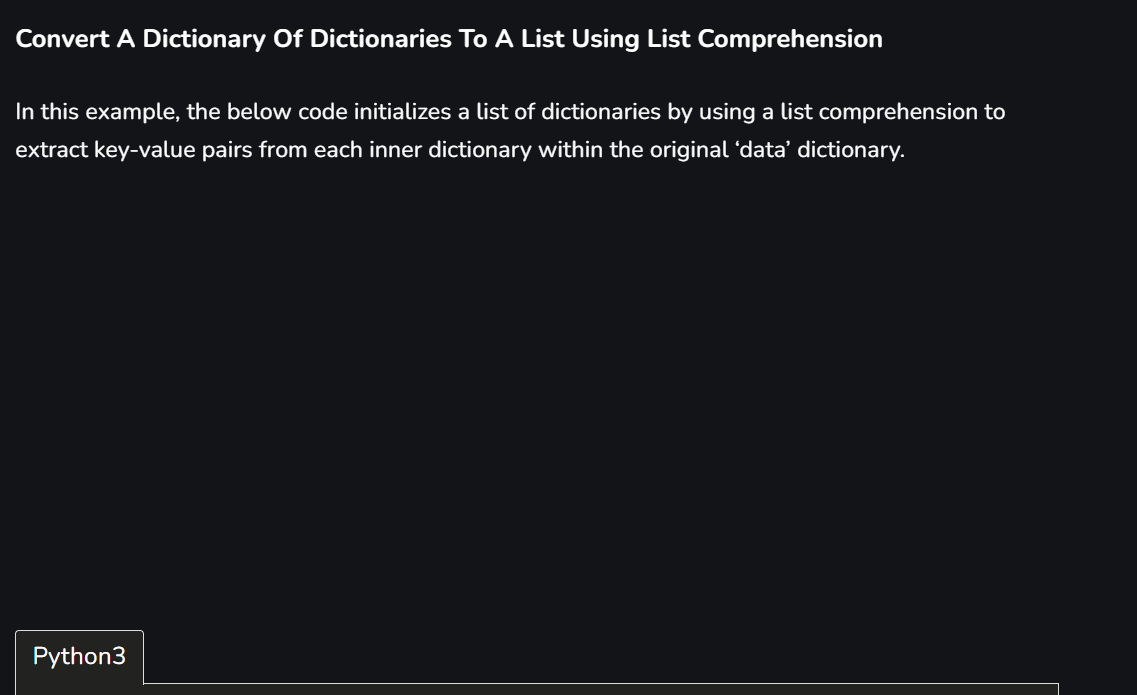 Convert A Dictionary Of Dictionaries To A List Using List Comprehension
In this example, the below code initializes a list of dictionaries by using a list comprehension to
extract key-value pairs from each inner dictionary within the original ‘data’ dictionary.
Python3